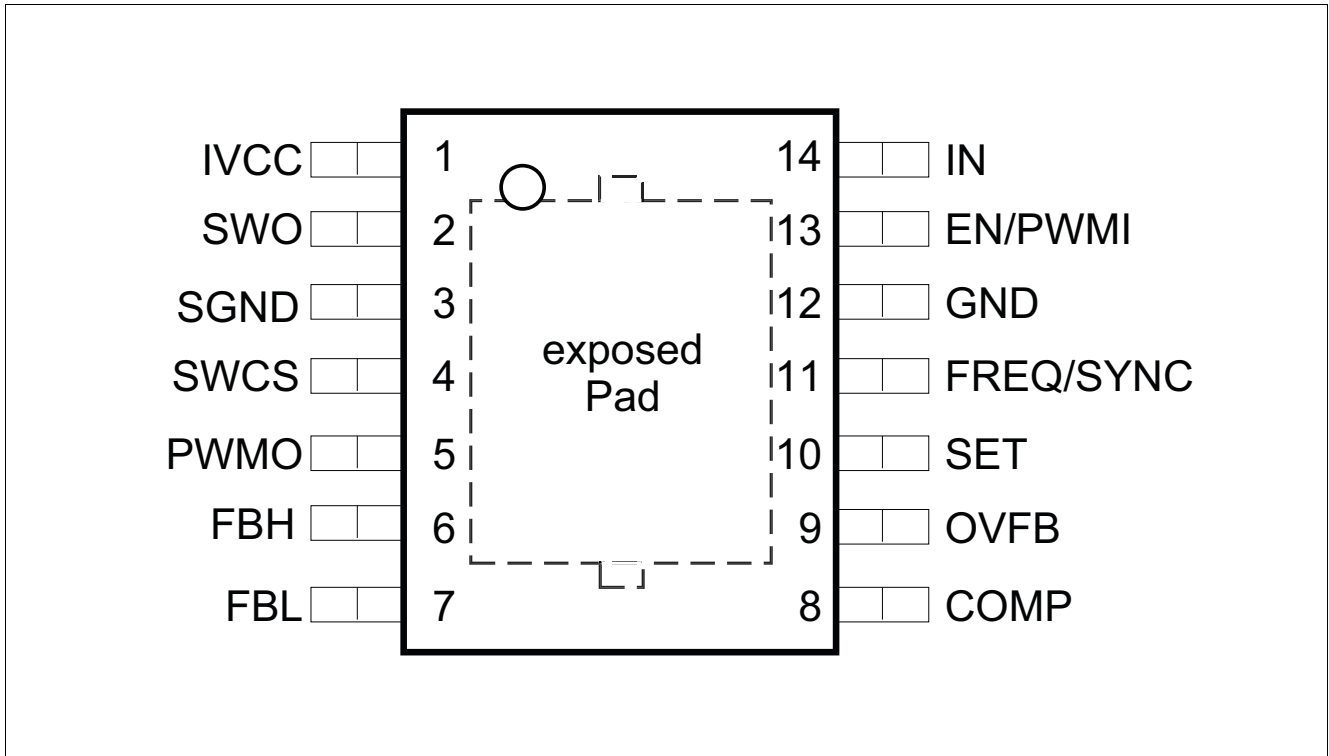 IVCC 1 14 IN
SWO 2 13 EN/PWMI
SGND 3 12 GND
SWCS 4 11 FREQ/SYNC
exposed
Pad
PWMO 5 10 SET
FBH 6 9 OVFB
FBL 7 8 COMP